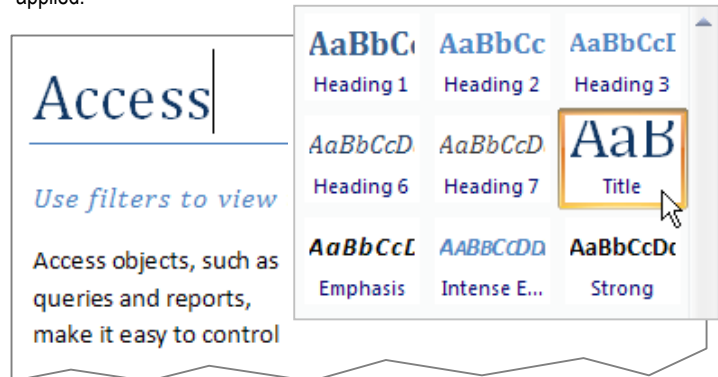 applied.
Access
Use filters to view
Access objects, such as
queries and reports,
make it easy to control
AaBbC AaBbCc AaBbCcI
Heading 1 Heading 2 Heading 3
AaBbCcD AaBbCcD AaB
Heading 6 Heading 7 Title
AaBbCcD AaBbCcDD AaBbCcDc
Emphasis Intense E... Strong